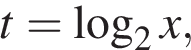 t = log₂ x,